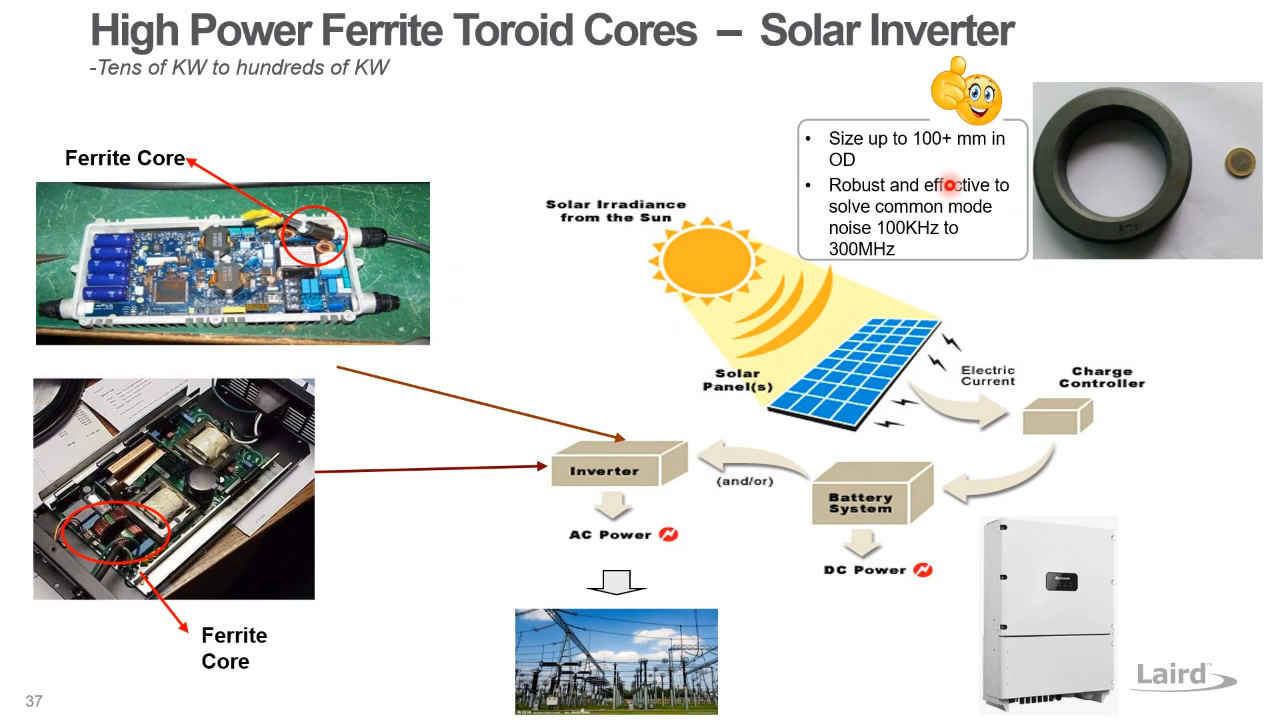 High Power Ferrite Toroid Cores – Solar Inverter
-Tens of KW to hundreds of KW
• Size up to 100+ mm in
OD
• Robust and effective to
solve common mode
noise 100KHz to
300MHz
Ferrite Core
Solar Irradiance
from the Sun
Solar
Panel(s)
Electric
Current
Charge
Controller
Inverter
(and/or)
Battery
System
AC Power
DC Power
Ferrite
Core
Laird™
37